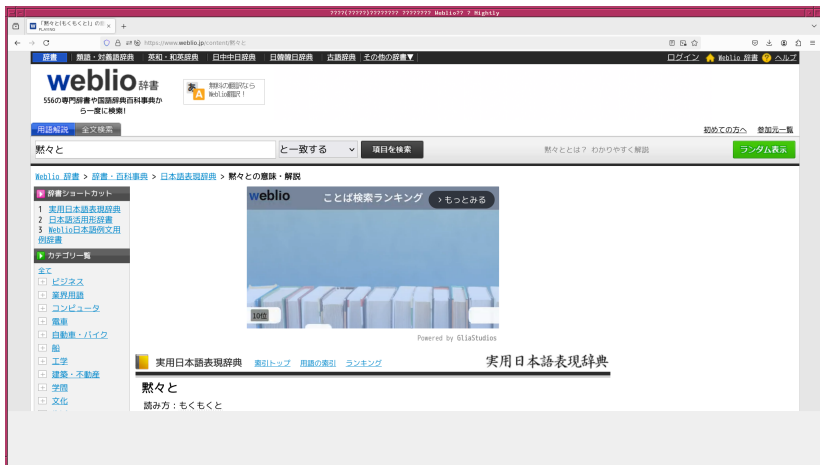 ????(?????)???????? ???????? Weblio?? ? Nightly
「黙々と(もくもくと)」の意
PLAYING
https://www.weblio.jp/content/黙々と
辞書 類語・対義語辞典 英和・和英辞典 日中中日辞典 日韓韓日辞典 古語辞典 その他の辞書▼ ログイン Weblio 辞書 ヘルプ
weblio 辞書
556の専門辞書や国語辞典百科事典から一度に検索!
あ A 無料の翻訳なら
Weblio翻訳!
用語解説 全文検索 初めての方へ 参加元一覧
黙々と と一致する 項目を検索 黙々ととは? わかりやすく解説 ランダム表示
Weblio 辞書 > 辞書・百科事典 > 日本語表現辞典 > 黙々との意味・解説
辞書ショートカット
1 実用日本語表現辞典
2 日本語活用形辞書
3 Weblio日本語例文用
例辞書
カテゴリ一覧
全て
ビジネス
業界用語
コンピュータ
電車
自動車・バイク
船
工学
建築・不動産
学問
文化
weblio ことば検索ランキング >もっとみる
10位
Powered by GliaStudios
実用日本語表現辞典 索引トップ 用語の索引 ランキング 実用日本語表現辞典
黙々と
読み方:もくもくと